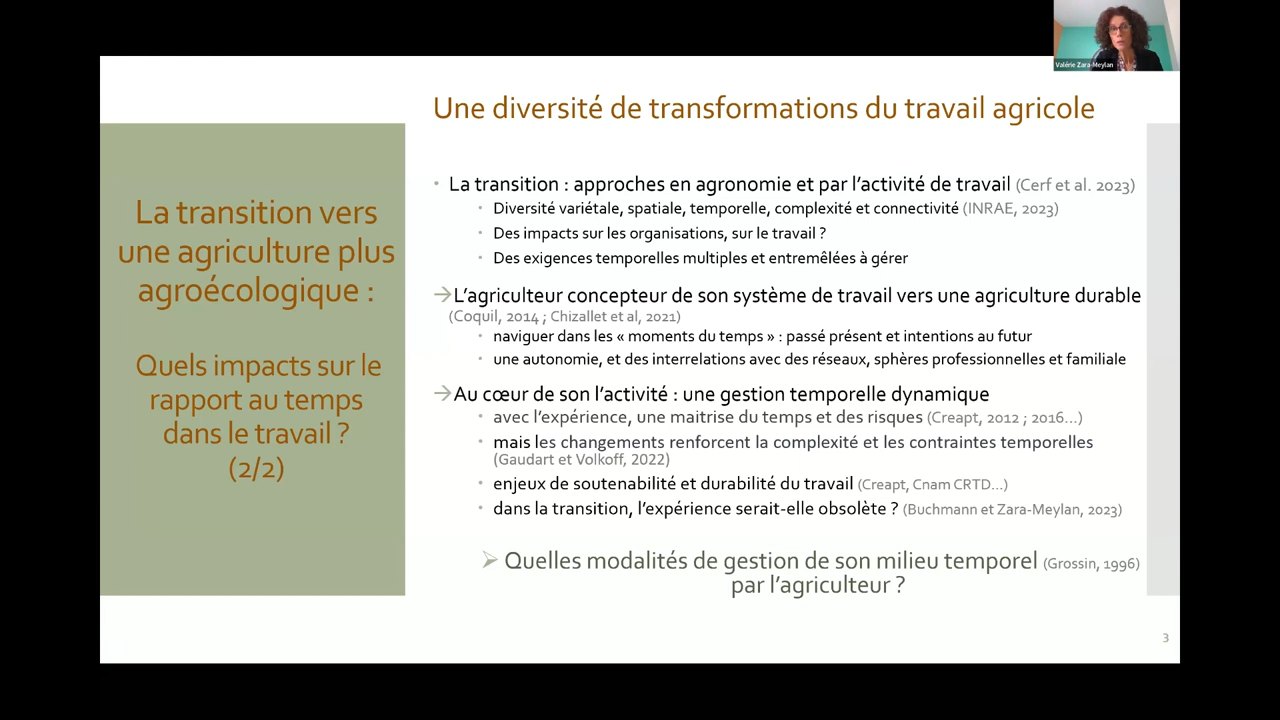 Valérie Zara-Meylan
Une diversité de transformations du travail agricole
La transition vers
une agriculture plus
agroécologique :
Quels impacts sur le
rapport au temps
dans le travail ?
(2/2)
• La transition : approches en agronomie et par l'activité de travail (Cerf et al. 2023)
• Diversité variétale, spatiale, temporelle, complexité et connectivité (INRAE, 2023)
• Des impacts sur les organisations, sur le travail ?
• Des exigences temporelles multiples et entremêlées à gérer
→L'agriculteur concepteur de son système de travail vers une agriculture durable
(Coquil, 2014 ; Chizallet et al, 2021)
• naviguer dans les « moments du temps » : passé présent et intentions au futur
• une autonomie, et des interrelations avec des réseaux, sphères professionnelles et familiale
→Au cœur de son l'activité : une gestion temporelle dynamique
• avec l'expérience, une maitrise du temps et des risques (Creapt, 2012 ; 2016...)
• mais les changements renforcent la complexité et les contraintes temporelles
(Gaudart et Volkoff, 2022)
• enjeux de soutenabilité et durabilité du travail (Creapt, Cnam CRTD...)
• dans la transition, l'expérience serait-elle obsolète ? (Buchmann et Zara-Meylan, 2023)
➢ Quelles modalités de gestion de son milieu temporel (Grossin, 1996)
par l'agriculteur ?
3